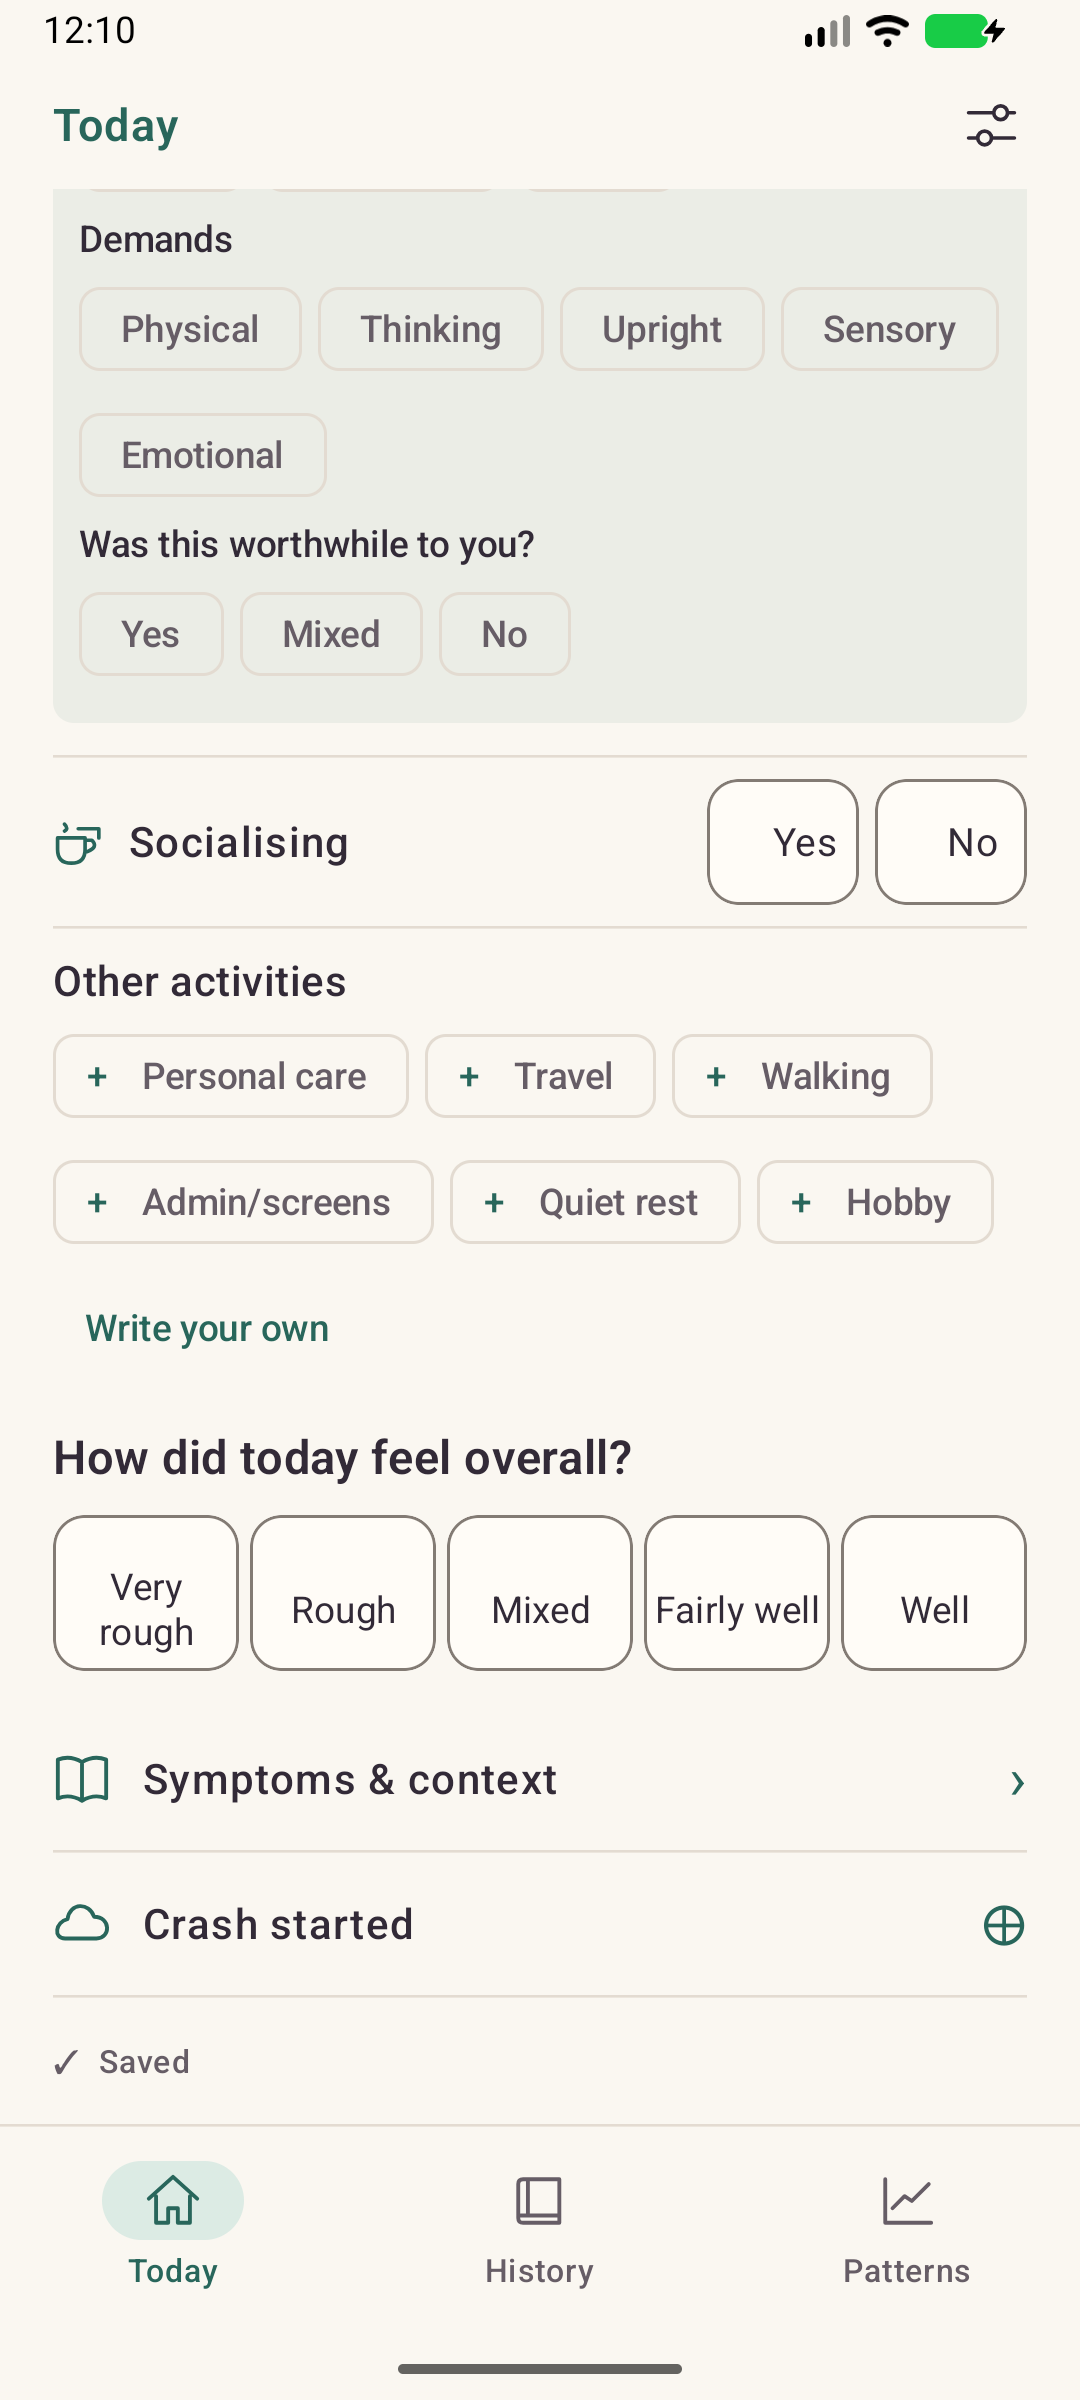 12:10
Today
Demands
Physical Thinking Upright Sensory
Emotional
Was this worthwhile to you?
Yes Mixed No
Socialising Yes No
Other activities
+ Personal care + Travel + Walking
+ Admin/screens + Quiet rest + Hobby
Write your own
How did today feel overall?
Very rough Rough Mixed Fairly well Well
Symptoms & context ›
Crash started
✓ Saved
Today History Patterns